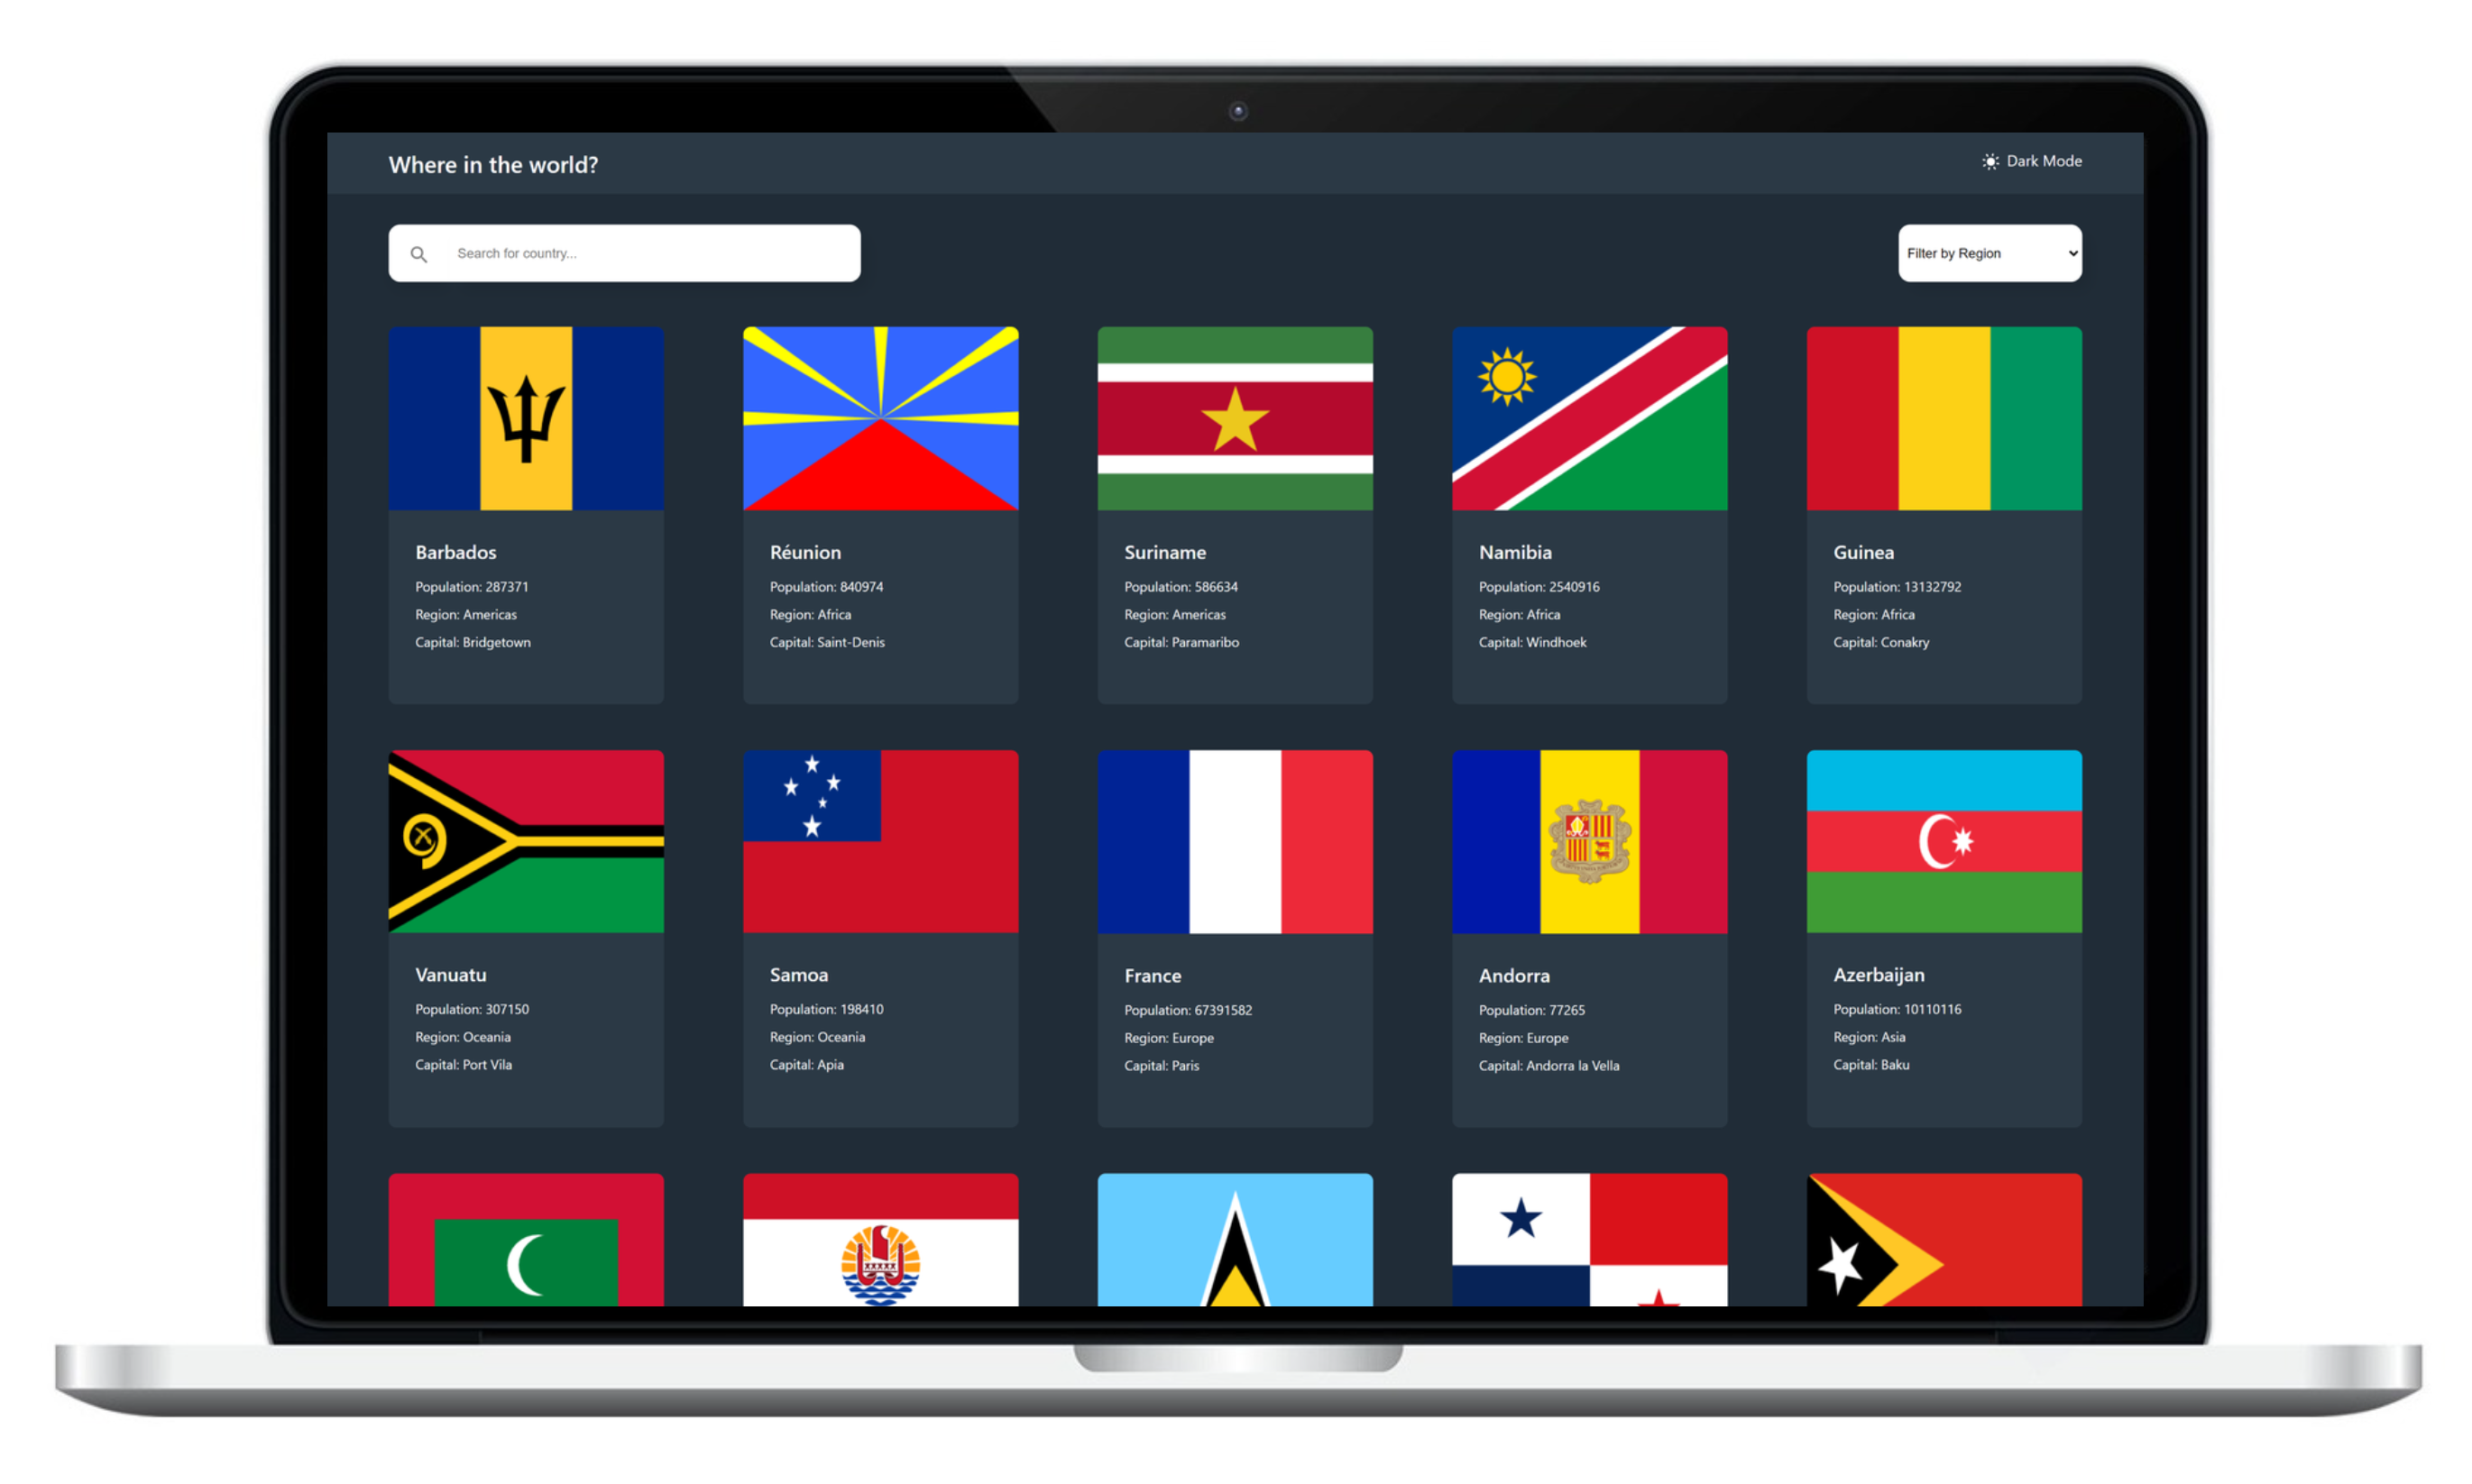 Where in the world?
Dark Mode
Search for country...
Filter by Region
Barbados
Population: 287371
Region: Americas
Capital: Bridgetown
Réunion
Population: 840974
Region: Africa
Capital: Saint-Denis
Suriname
Population: 586634
Region: Americas
Capital: Paramaribo
Namibia
Population: 2540916
Region: Africa
Capital: Windhoek
Guinea
Population: 13132792
Region: Africa
Capital: Conakry
Vanuatu
Population: 307150
Region: Oceania
Capital: Port Vila
Samoa
Population: 198410
Region: Oceania
Capital: Apia
France
Population: 67391582
Region: Europe
Capital: Paris
Andorra
Population: 77265
Region: Europe
Capital: Andorra la Vella
Azerbaijan
Population: 10110116
Region: Asia
Capital: Baku